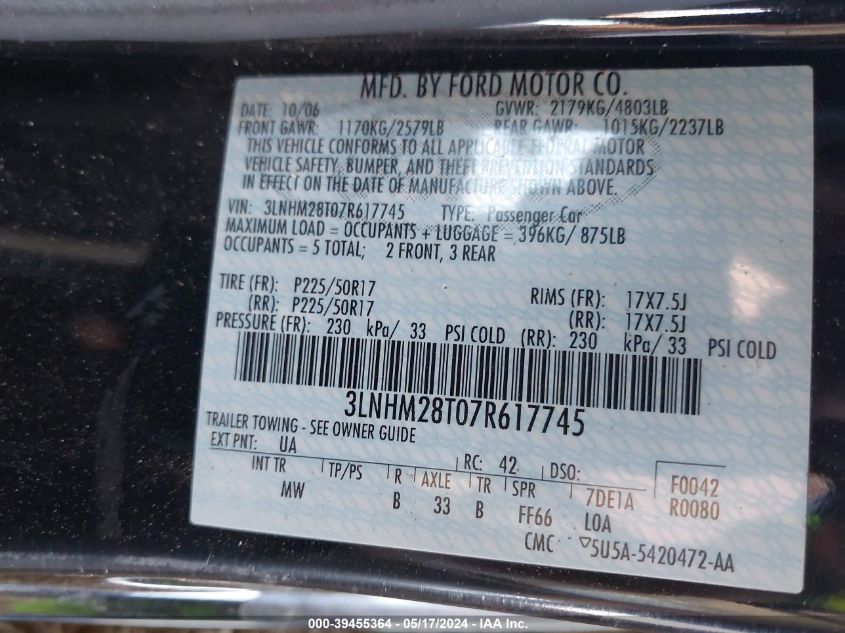 MFD. BY FORD MOTOR CO.
DATE: 10/06 GVWR: 2179KG/4803LB
FRONT GAWR: 1170KG/2579LB REAR GAWR: 1015KG/2237LB
THIS VEHICLE CONFORMS TO ALL APPLICABLE FEDERAL MOTOR
VEHICLE SAFETY, BUMPER, AND THEFT PREVENTION STANDARDS
IN EFFECT ON THE DATE OF MANUFACTURE SHOWN ABOVE.
VIN: 3LNHM28T07R617745 TYPE: Passenger Car
MAXIMUM LOAD = OCCUPANTS + LUGGAGE = 396KG/ 875LB
OCCUPANTS = 5 TOTAL; 2 FRONT, 3 REAR
TIRE (FR): P225/50R17 RIMS (FR): 17X7.5J
(RR): P225/50R17 (RR): 17X7.5J
PRESSURE (FR): 230 kPa/ 33 PSI COLD (RR): 230 kPa/ 33 PSI COLD
3LNHM28T07R617745
TRAILER TOWING - SEE OWNER GUIDE
EXT PNT: UA RC: 42 DSO: F0042
INT TR TP/PS R AXLE TR SPR 7DE1A R0080
MW B 33 B FF66 LOA
CMC 5U5A-5420472-AA
000-39455364 - 05/17/2024 - IAA Inc.